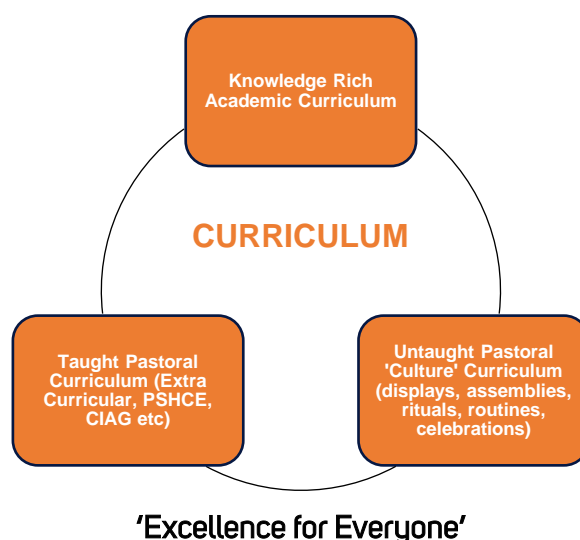 Knowledge Rich
Academic Curriculum
CURRICULUM
Taught Pastoral
Curriculum (Extra
Curricular, PSHCE,
CIAG etc)
Untaught Pastoral
'Culture' Curriculum
(displays, assemblies,
rituals, routines,
celebrations)
'Excellence for Everyone'